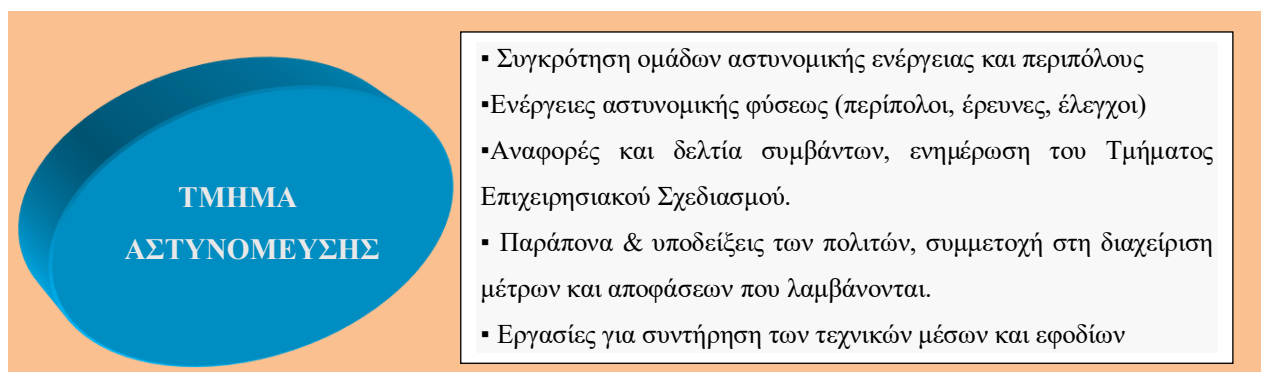 ΤΜΗΜΑ
ΑΣΤΥΝΟΜΕΥΣΗΣ
▪ Συγκρότηση ομάδων αστυνομικής ενέργειας και περιπόλους
▪Ενέργειες αστυνομικής φύσεως (περίπολοι, έρευνες, έλεγχοι)
▪Αναφορές και δελτία συμβάντων, ενημέρωση του Τμήματος
Επιχειρησιακού Σχεδιασμού.
▪ Παράπονα & υποδείξεις των πολιτών, συμμετοχή στη διαχείριση
μέτρων και αποφάσεων που λαμβάνονται.
▪ Εργασίες για συντήρηση των τεχνικών μέσων και εφοδίων